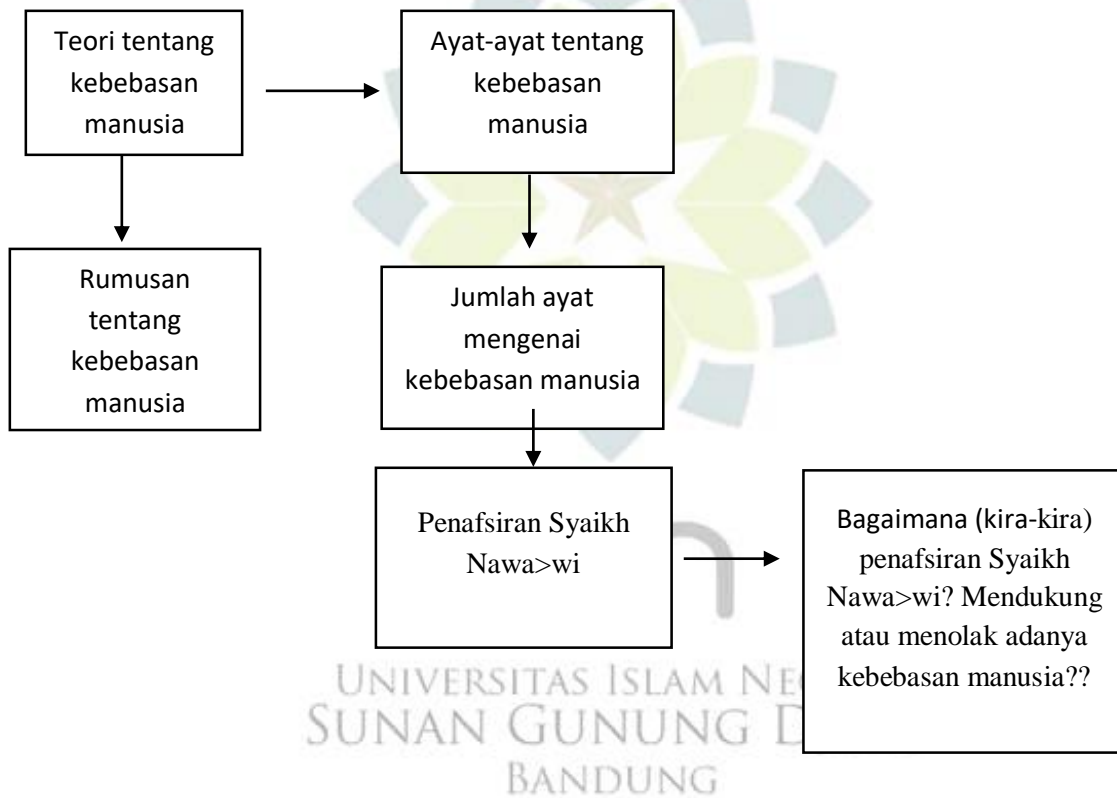 Teori tentang
kebebasan
manusia
Ayat-ayat tentang
kebebasan
manusia
Rumusan
tentang
kebebasan
manusia
Jumlah ayat
mengenai
kebebasan manusia
Penafsiran Syaikh
Nawa>wi
Bagaimana (kira-kira)
penafsiran Syaikh
Nawa>wi? Mendukung
atau menolak adanya
kebebasan manusia??
UNIVERSITAS ISLAM
SUNAN GUNUNG
BANDUNG